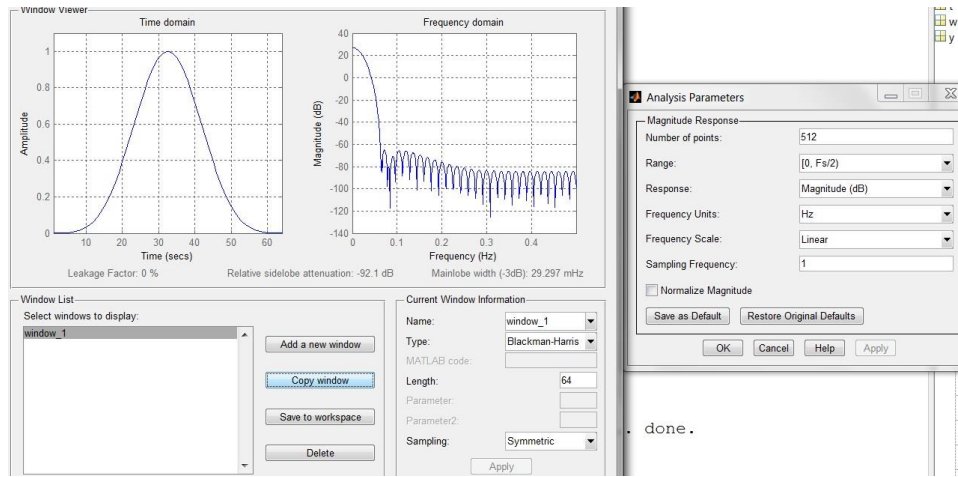 Window Viewer
Time domain
Frequency domain
1
0.8
0.6
0.4
0.2
0
Amplitude
10 20 30 40 50 60
Time (secs)
40
20
0
-20
-40
-60
-80
-100
-120
-140
Magnitude (dB)
0 0.1 0.2 0.3 0.4
Frequency (Hz)
Leakage Factor: 0 % Relative sidelobe attenuation: -92.1 dB Mainlobe width (-3dB): 29.297 mHz
Window List
Select windows to display:
window_1
Add a new window
Copy window
Save to workspace
Delete
Current Window Information
Name: window_1
Type: Blackman-Harris
MATLAB code:
Length: 64
Parameter:
Parameter2:
Sampling: Symmetric
Apply
w
y
Analysis Parameters
Magnitude Response
Number of points: 512
Range: [0, Fs/2)
Response: Magnitude (dB)
Frequency Units: Hz
Frequency Scale: Linear
Sampling Frequency: 1
Normalize Magnitude
Save as Default Restore Original Defaults
OK Cancel Help Apply
. done.